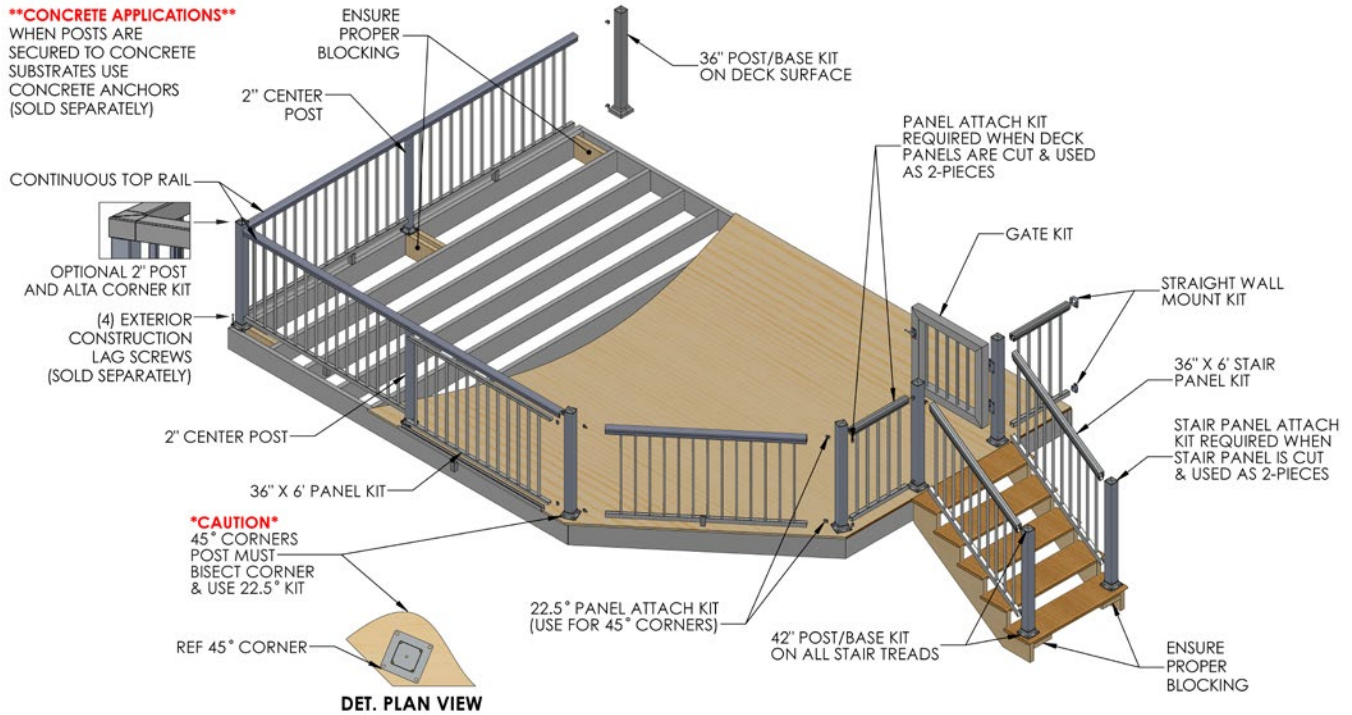 **CONCRETE APPLICATIONS**
WHEN POSTS ARE
SECURED TO CONCRETE
SUBSTRATES USE
CONCRETE ANCHORS
(SOLD SEPARATELY)
ENSURE
PROPER
BLOCKING
36" POST/BASE KIT
ON DECK SURFACE
2" CENTER
POST
PANEL ATTACH KIT
REQUIRED WHEN DECK
PANELS ARE CUT & USED
AS 2-PIECES
CONTINUOUS TOP RAIL
GATE KIT
OPTIONAL 2" POST
AND ALTA CORNER KIT
STRAIGHT WALL
MOUNT KIT
(4) EXTERIOR
CONSTRUCTION
LAG SCREWS
(SOLD SEPARATELY)
36" X 6' STAIR
PANEL KIT
2" CENTER POST
STAIR PANEL ATTACH
KIT REQUIRED WHEN
STAIR PANEL IS CUT
& USED AS 2-PIECES
36" X 6' PANEL KIT
*CAUTION*
45° CORNERS
POST MUST
BISECT CORNER
& USE 22.5° KIT
22.5° PANEL ATTACH KIT
(USE FOR 45° CORNERS)
42" POST/BASE KIT
ON ALL STAIR TREADS
REF 45° CORNER
ENSURE
PROPER
BLOCKING
DET. PLAN VIEW